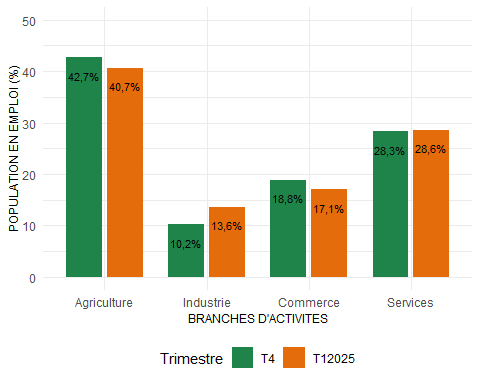 POPULATION EN EMPLOI (%)
50
40
30
20
10
0
42,7%
40,7%
10,2%
13,6%
18,8%
17,1%
28,3%
28,6%
Agriculture
Industrie
Commerce
Services
BRANCHES D'ACTIVITES
Trimestre
T4
T12025